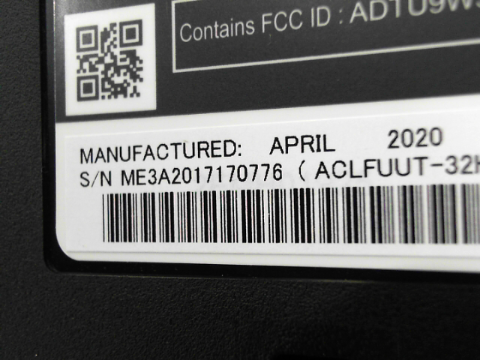 Contains FCC ID : ADTU9W
MANUFACTURED: APRIL 2020
S/N ME3A2017170776 ( ACLFUUT-32